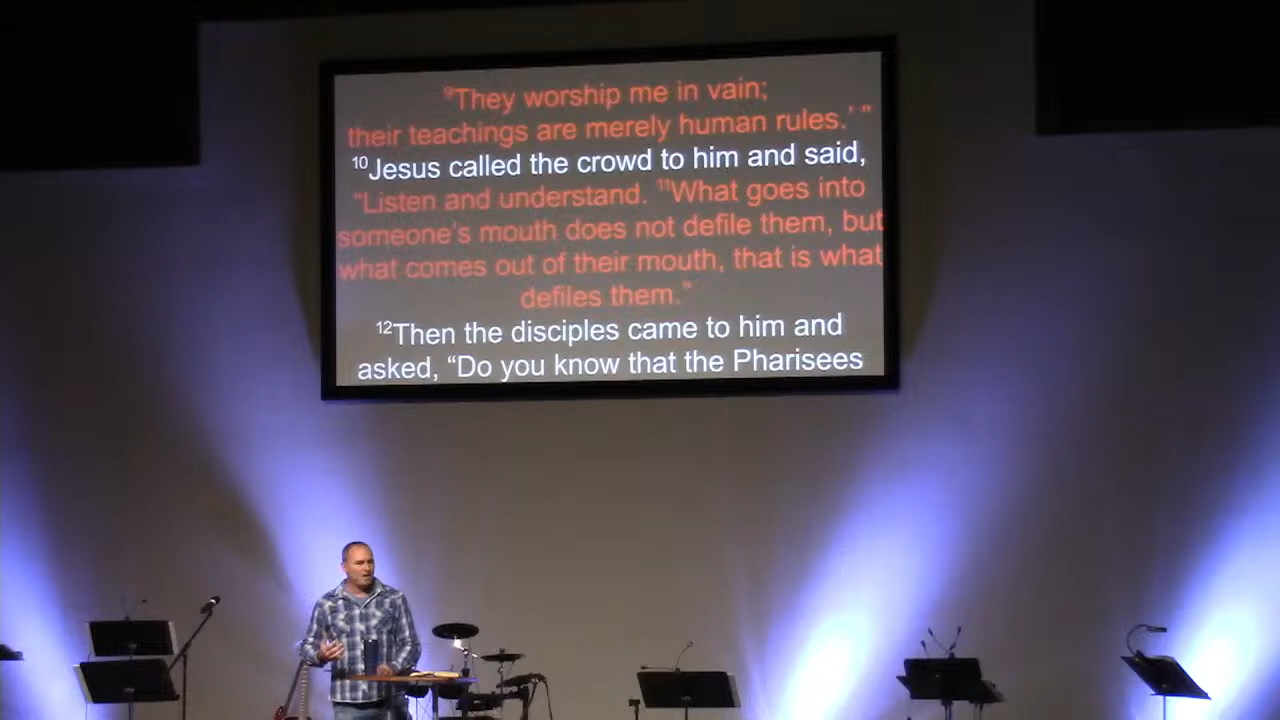 ⁹“They worship me in vain;
their teachings are merely human rules.’ ”
¹⁰Jesus called the crowd to him and said,
“Listen and understand. ¹¹What goes into
someone’s mouth does not defile them, but
what comes out of their mouth, that is what
defiles them.”
¹²Then the disciples came to him and
asked, “Do you know that the Pharisees